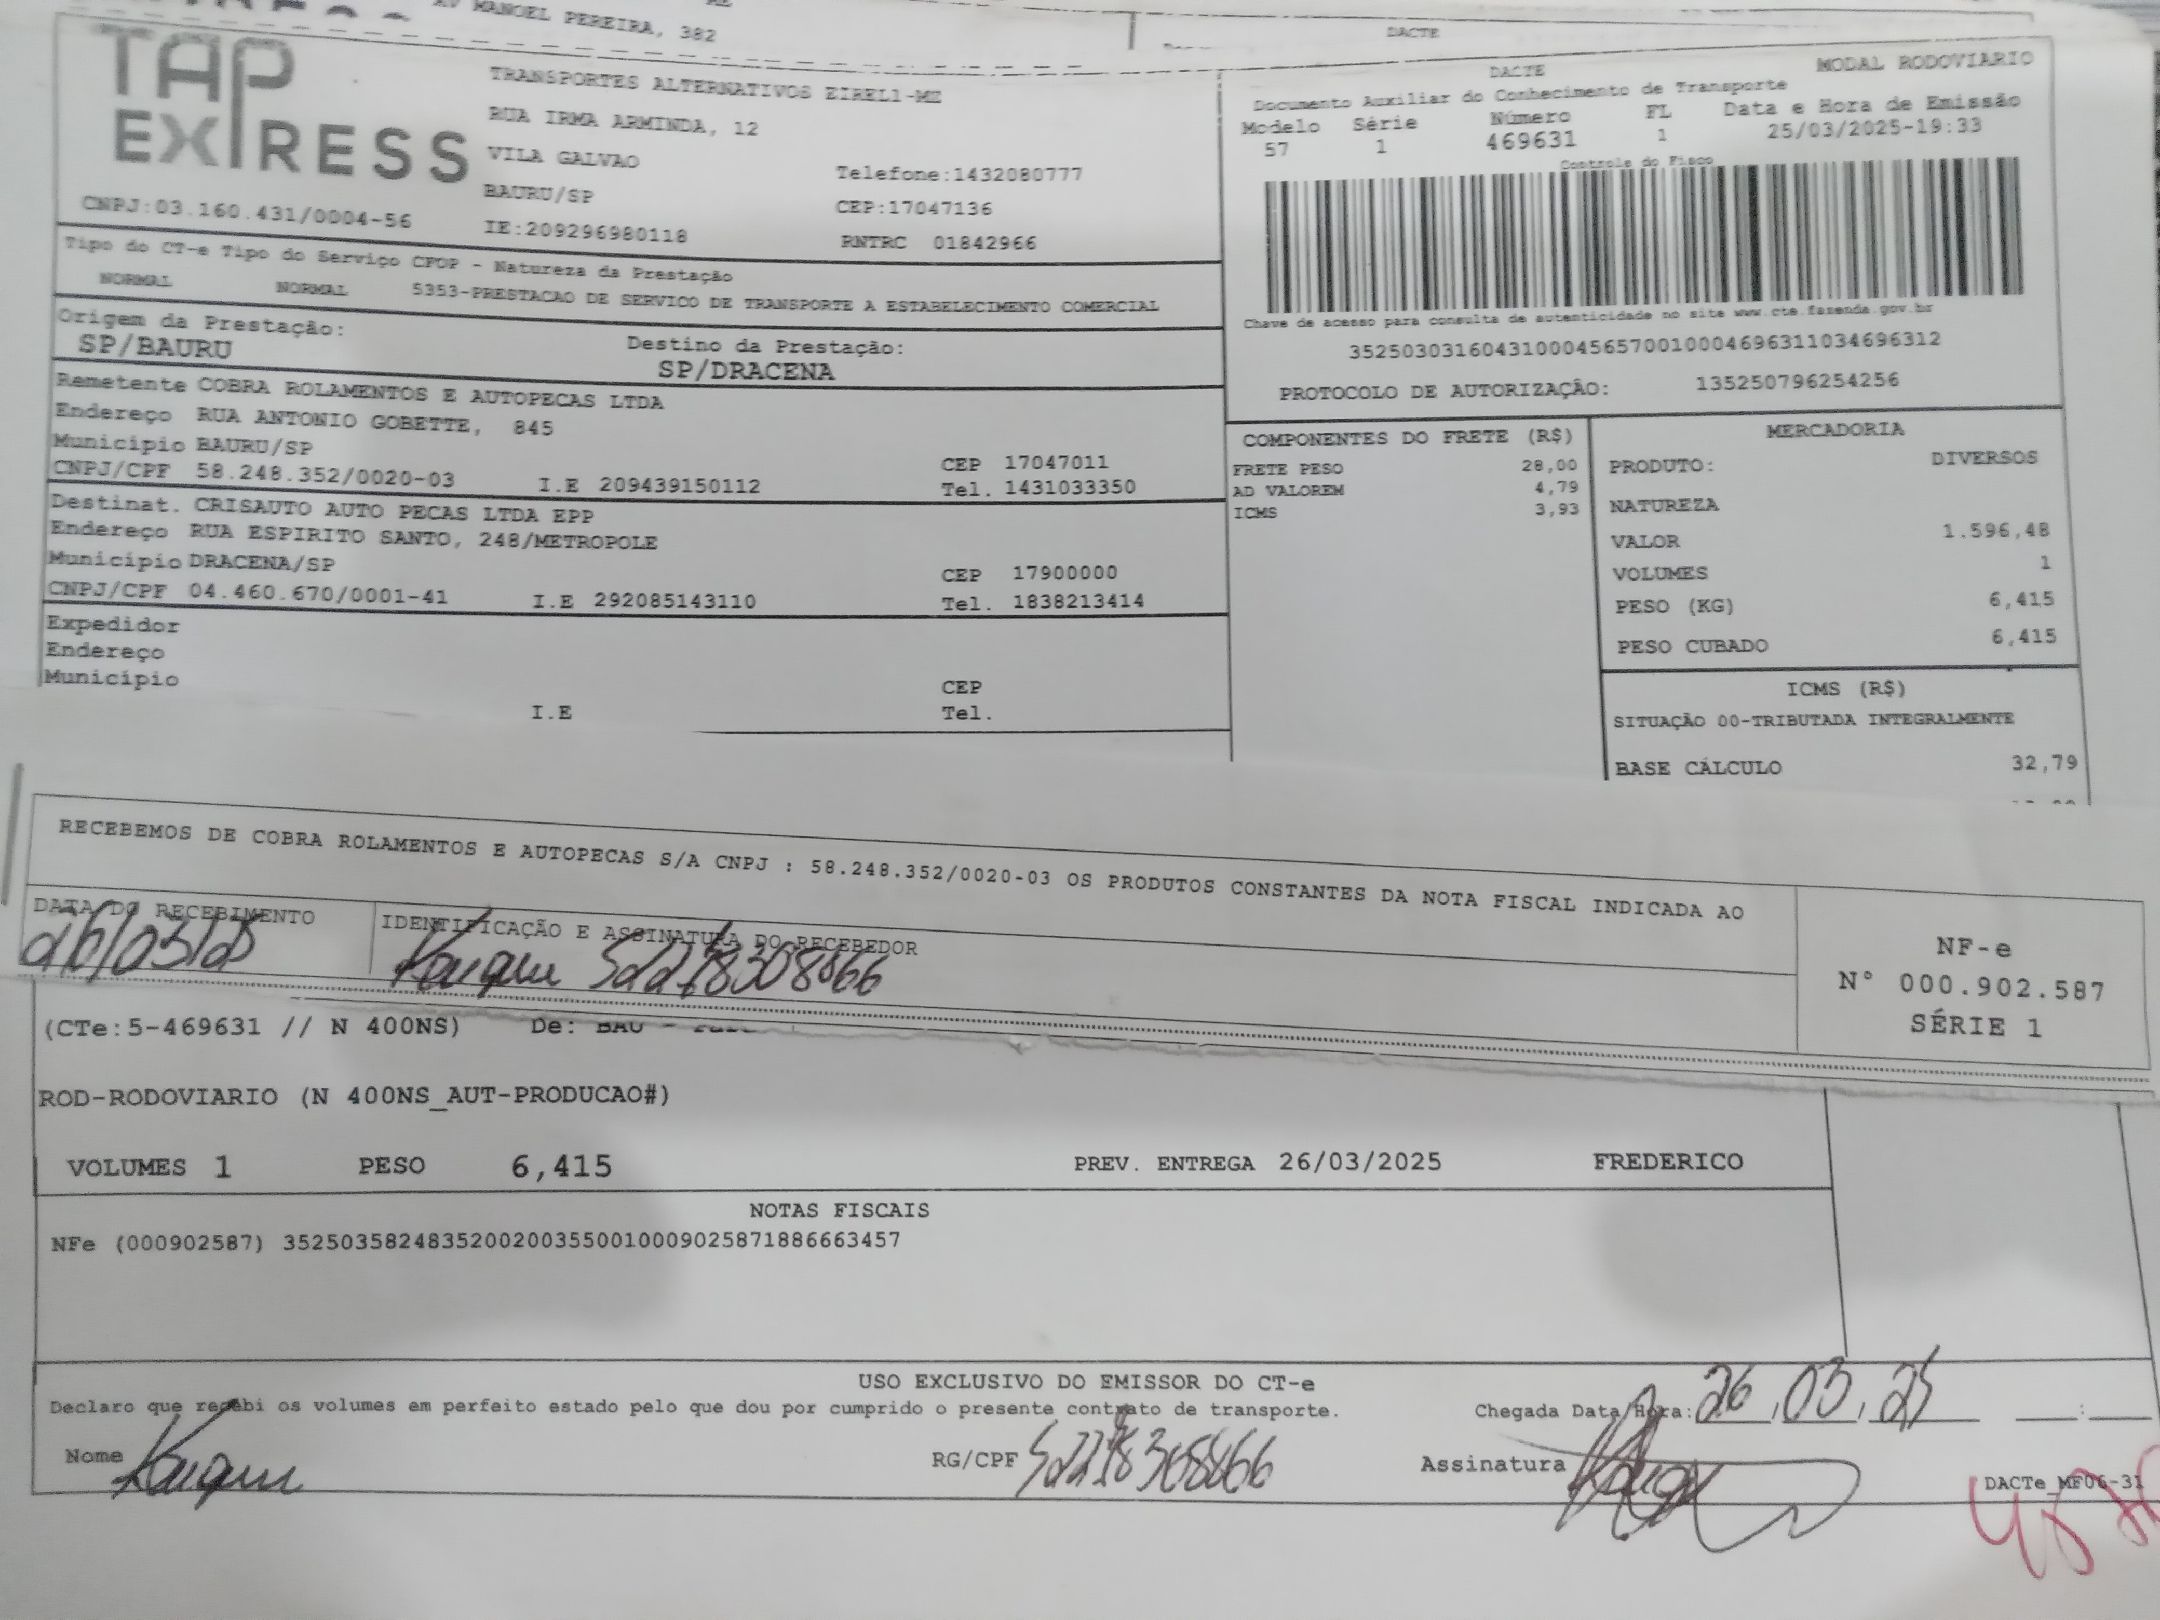 AV MANOEL PEREIRA, 382
DACTE
TAP
EXPRESS
TRANSPORTES ALTERNATIVOS EIRELI-ME
RUA IRMA ARMINDA, 12
VILA GALVAO
Telefone:1432080777
BAURU/SP
CEP:17047136
CNPJ:03.160.431/0004-56
IE:209296980118
RNTRC 01842966
DACTE
MODAL RODOVIARIO
Documento Auxiliar do Conhecimento de Transporte
Modelo Série Número FL Data e Hora de Emissão
57 1 469631 1 25/03/2025-19:33
Controle do Fisco
Chave de acesso para consulta de autenticidade no site www.cte.fazenda.gov.br
35250303160431000456570010004696311034696312
PROTOCOLO DE AUTORIZAÇÃO: 135250796254256
Tipo do CT-e Tipo do Serviço CFOP - Natureza da Prestação
NORMAL NORMAL 5353-PRESTACAO DE SERVICO DE TRANSPORTE A ESTABELECIMENTO COMERCIAL
Origem da Prestação:
SP/BAURU
Destino da Prestação:
SP/DRACENA
Remetente COBRA ROLAMENTOS E AUTOPECAS LTDA
Endereço RUA ANTONIO GOBETTE, 845
Município BAURU/SP
CEP 17047011
CNPJ/CPF 58.248.352/0020-03 I.E 209439150112 Tel. 1431033350
Destinat. CRISAUTO AUTO PECAS LTDA EPP
Endereço RUA ESPIRITO SANTO, 248/METROPOLE
Município DRACENA/SP
CEP 17900000
CNPJ/CPF 04.460.670/0001-41 I.E 292085143110 Tel. 1838213414
Expedidor
Endereço
Município
CEP
I.E Tel.
COMPONENTES DO FRETE (R$)
FRETE PESO 28,00
AD VALOREM 4,79
ICMS 3,93
MERCADORIA
PRODUTO: DIVERSOS
NATUREZA
VALOR 1.596,48
VOLUMES 1
PESO (KG) 6,415
PESO CUBADO 6,415
ICMS (R$)
SITUAÇÃO 00-TRIBUTADA INTEGRALMENTE
BASE CÁLCULO 32,79
RECEBEMOS DE COBRA ROLAMENTOS E AUTOPECAS S/A CNPJ : 58.248.352/0020-03 OS PRODUTOS CONSTANTES DA NOTA FISCAL INDICADA AO
DATA DO RECEBIMENTO
26/03/25
IDENTIFICAÇÃO E ASSINATURA DO RECEBEDOR
NF-e
N° 000.902.587
SÉRIE 1
(CTe:5-469631 // N 400NS) De: BAU -
ROD-RODOVIARIO (N 400NS_AUT-PRODUCAO#)
VOLUMES 1 PESO 6,415 PREV. ENTREGA 26/03/2025 FREDERICO
NOTAS FISCAIS
NFe (000902587) 35250358248352002003550010009025871886663457
USO EXCLUSIVO DO EMISSOR DO CT-e
Declaro que recebi os volumes em perfeito estado pelo que dou por cumprido o presente contrato de transporte.
Chegada Data/Hora: 26,03,25 :
Nome
RG/CPF
Assinatura
DACTe_MF06-31